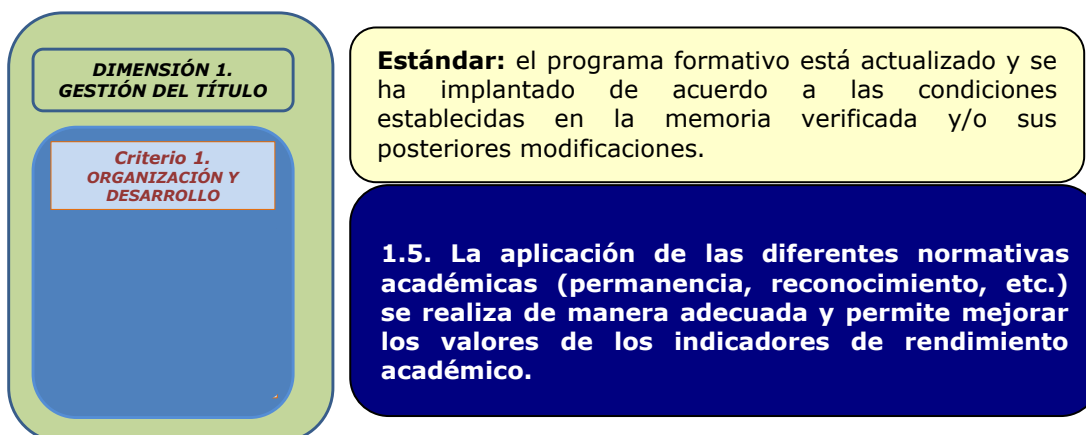 DIMENSIÓN 1.
GESTIÓN DEL TÍTULO
Criterio 1.
ORGANIZACIÓN Y
DESARROLLO
Estándar: el programa formativo está actualizado y se
ha implantado de acuerdo a las condiciones
establecidas en la memoria verificada y/o sus
posteriores modificaciones.
1.5. La aplicación de las diferentes normativas
académicas (permanencia, reconocimiento, etc.)
se realiza de manera adecuada y permite mejorar
los valores de los indicadores de rendimiento
académico.